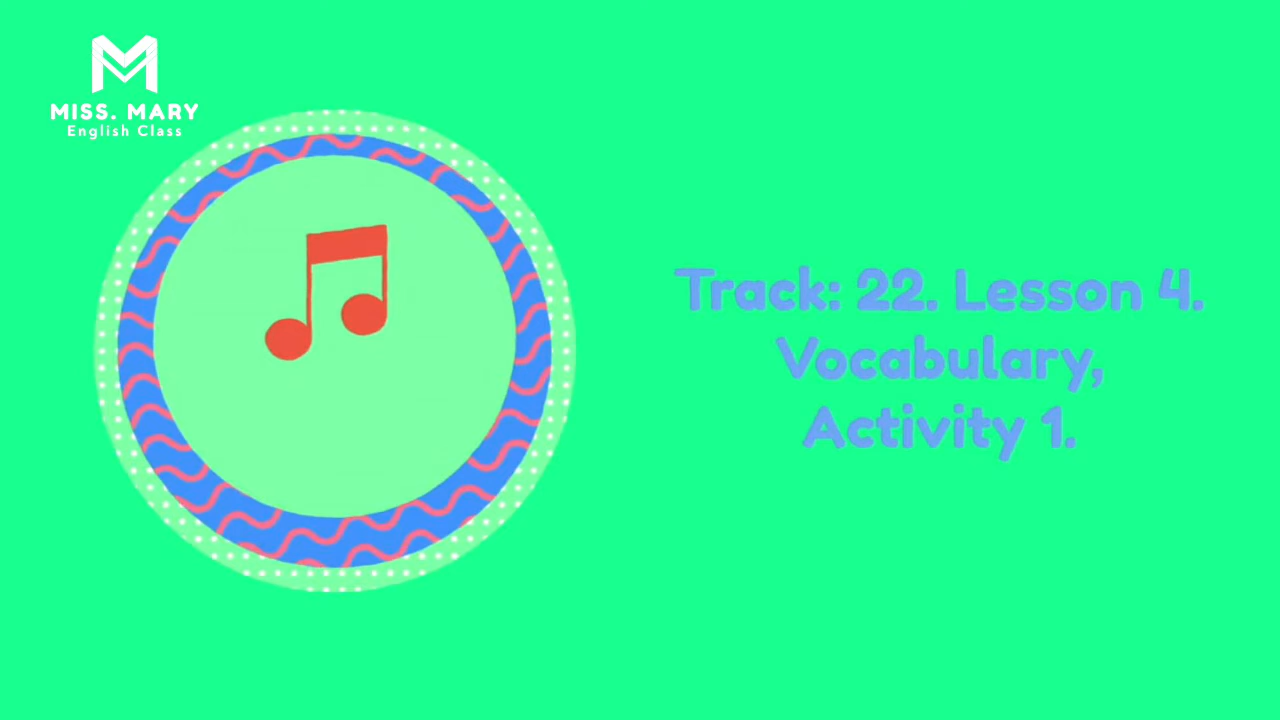 MISS. MARY
English Class
Track: 22. Lesson 4.
Vocabulary,
Activity 1.